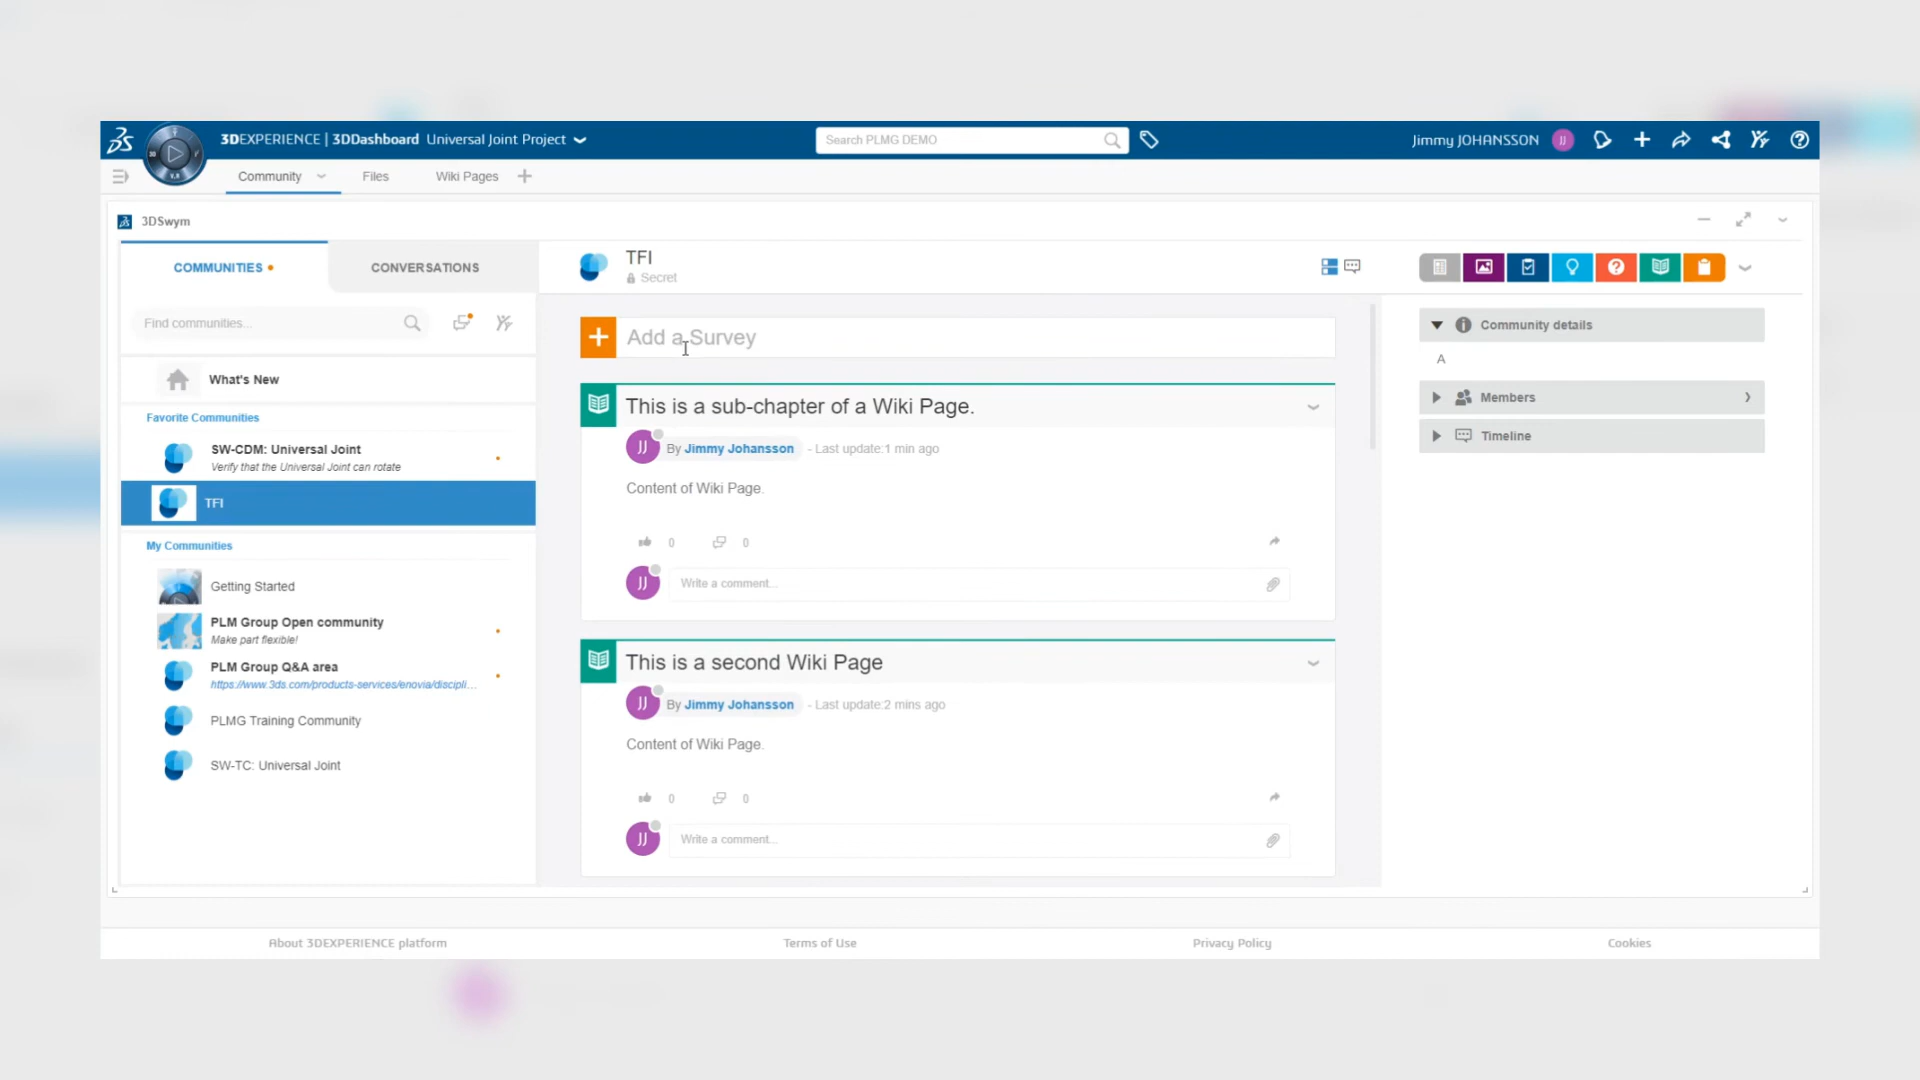 3DEXPERIENCE | 3DDashboard Universal Joint Project
Search PLMG DEMO
Jimmy JOHANSSON JJ
Community
Files
Wiki Pages
3DSwym
COMMUNITIES
CONVERSATIONS
TFI
Secret
Find communities...
Add a Survey
Community details
A
What's New
Members
Favorite Communities
Timeline
SW-CDM: Universal Joint
Verify that the Universal Joint can rotate
TFI
My Communities
Getting Started
PLM Group Open community
Make part flexible!
PLM Group Q&A area
https://www.3ds.com/products-services/enovia/discipli...
PLMG Training Community
SW-TC: Universal Joint
This is a sub-chapter of a Wiki Page.
JJ By Jimmy Johansson - Last update:1 min ago
Content of Wiki Page.
0 0
JJ Write a comment...
This is a second Wiki Page
JJ By Jimmy Johansson - Last update:2 mins ago
Content of Wiki Page.
0 0
JJ Write a comment...
About 3DEXPERIENCE platform
Terms of Use
Privacy Policy
Cookies